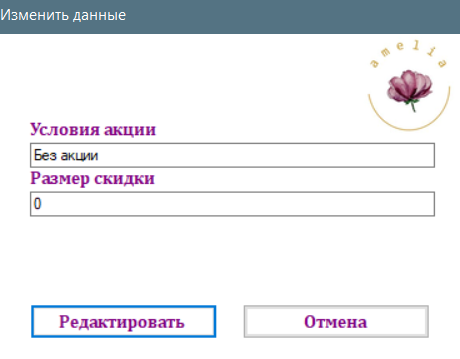 Изменить данные
amelia
Условия акции
Без акции
Размер скидки
0
Редактировать
Отмена